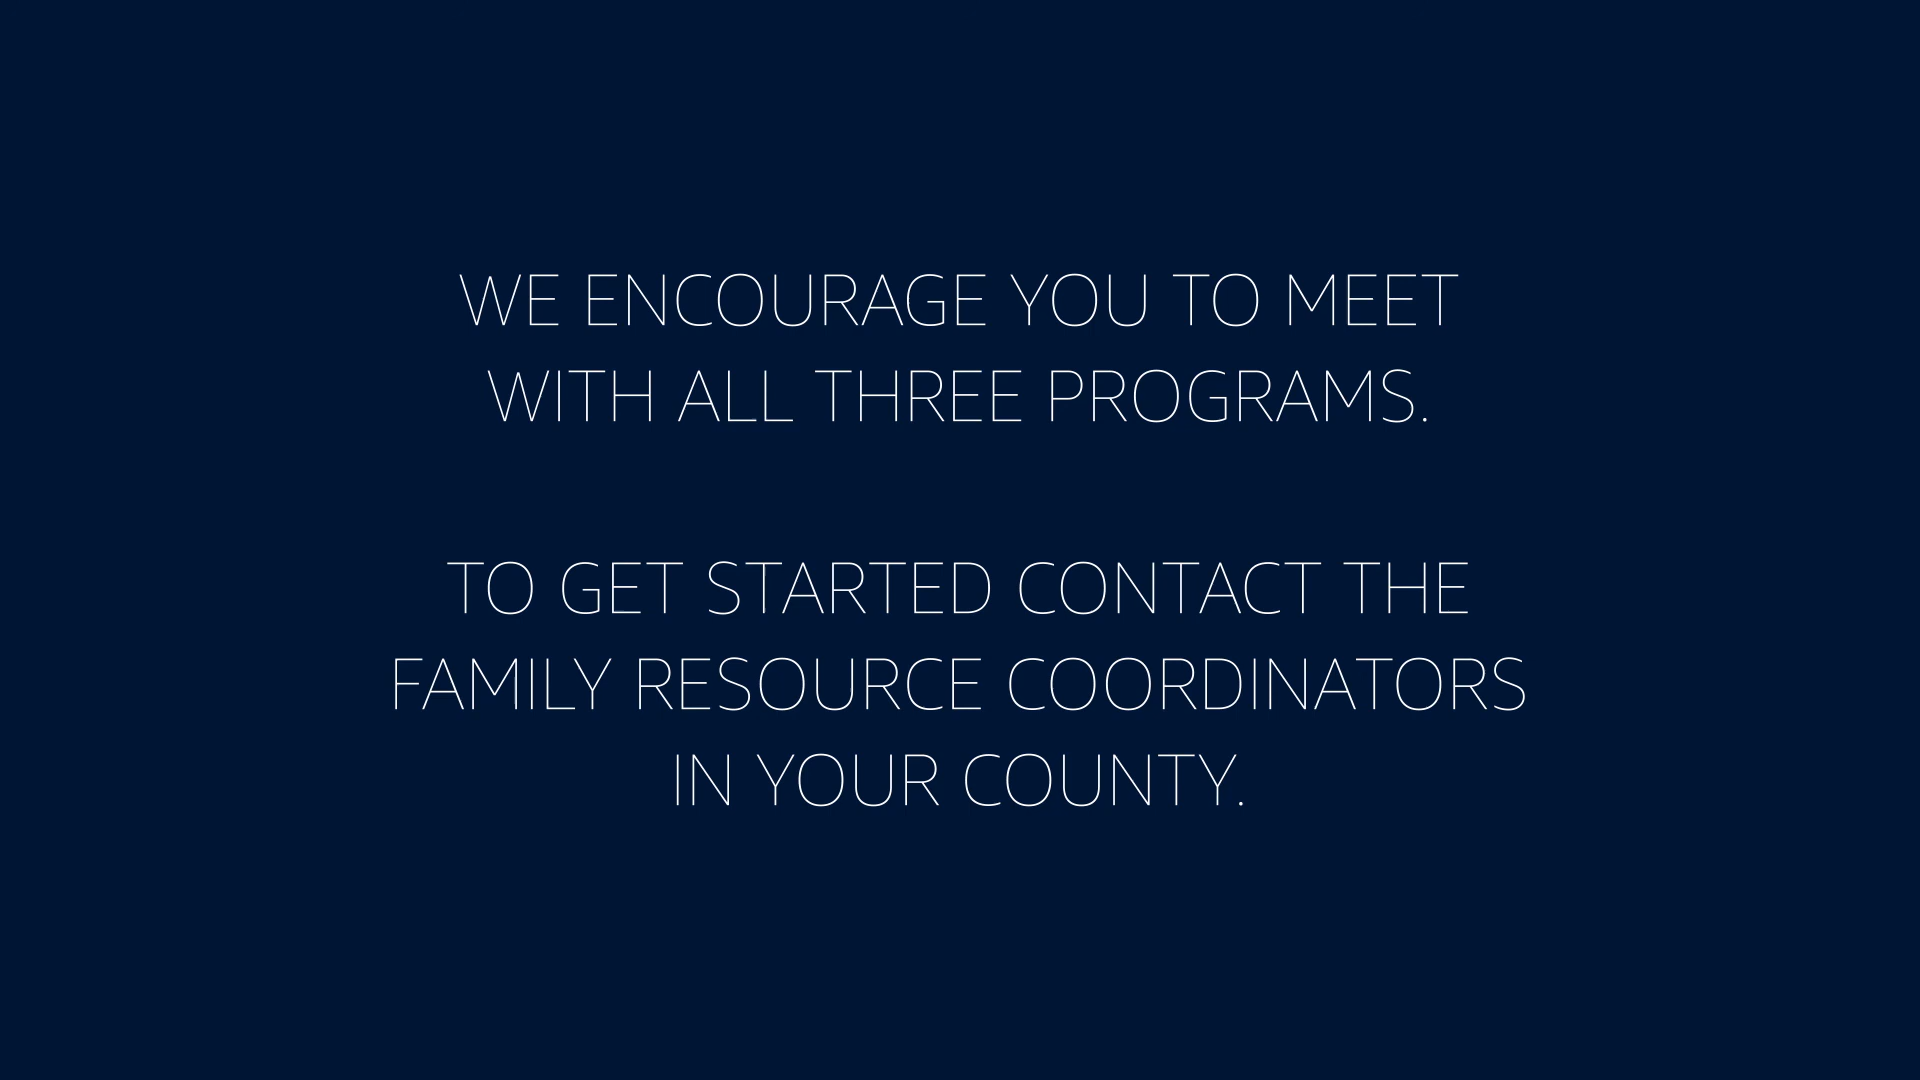 WE ENCOURAGE YOU TO MEET
WITH ALL THREE PROGRAMS.
TO GET STARTED CONTACT THE
FAMILY RESOURCE COORDINATORS
IN YOUR COUNTY.